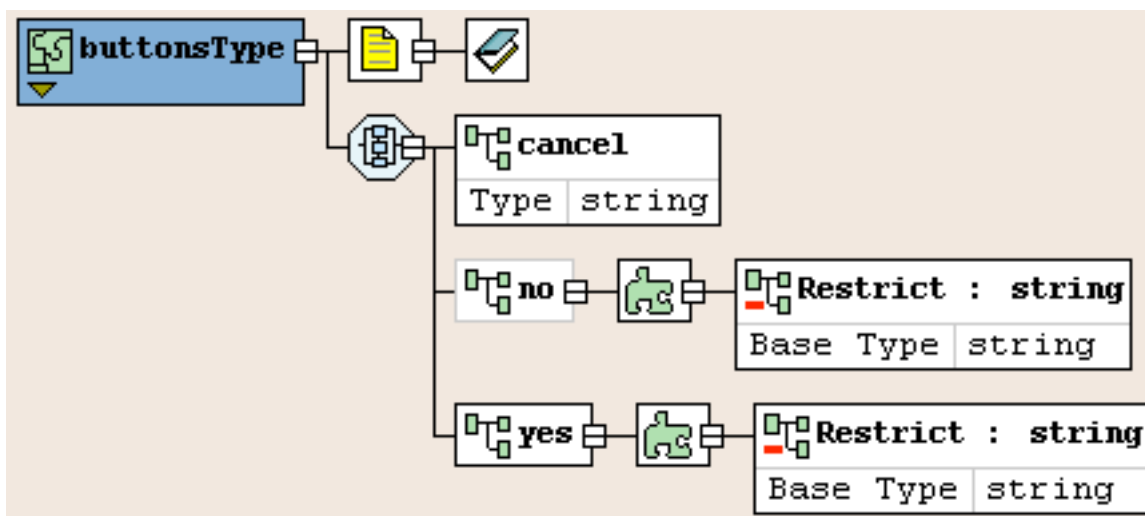 buttonsType
cancel
Type string
no Restrict : string
Base Type string
yes Restrict : string
Base Type string